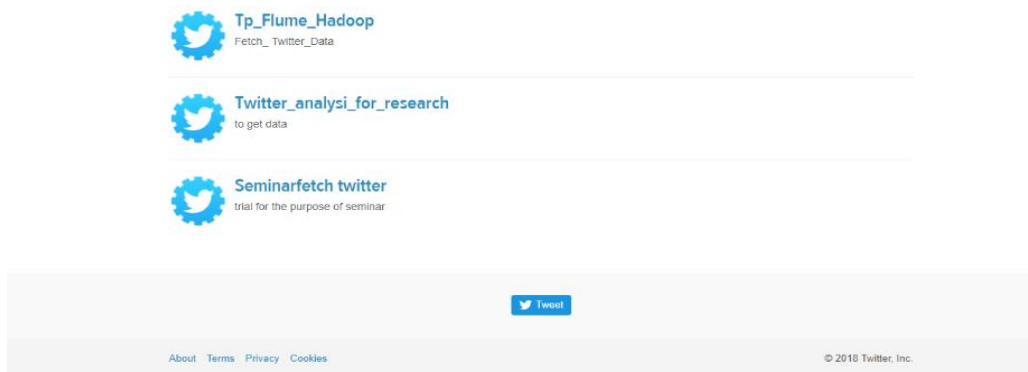 Tp_Flume_Hadoop
Fetch_ Twitter_Data
Twitter_analysi_for_research
to get data
Seminarfetch twitter
trial for the purpose of seminar
Tweet
About Terms Privacy Cookies © 2018 Twitter, Inc.